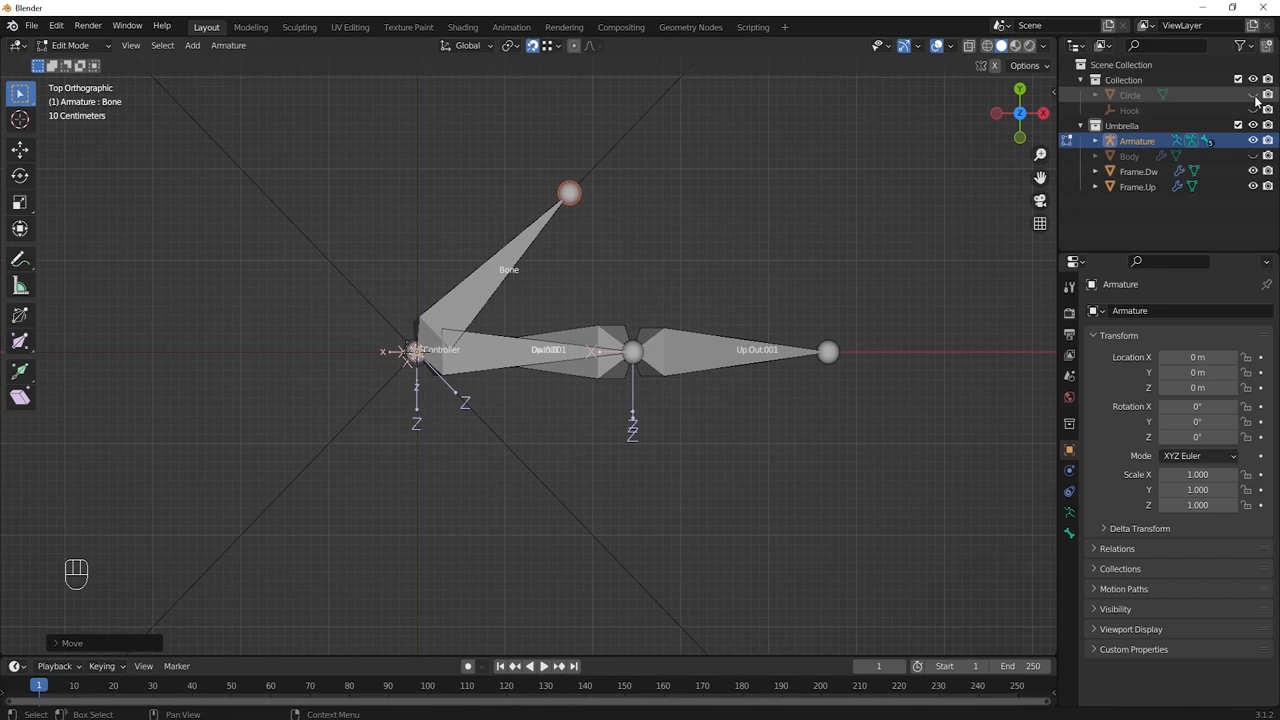 Blender
File Edit Render Window Help Layout Modeling Sculpting UV Editing Texture Paint Shading Animation Rendering Compositing Geometry Nodes Scripting + Scene ViewLayer
Edit Mode View Select Add Armature Global
X Options
Scene Collection
Collection
Circle
Hook
Umbrella
Armature 5
Body
Frame.Dw
Frame.Up
Top Orthographic
(1) Armature : Bone
10 Centimeters
Y
X
Z
Bone
Controller
Up.Out.001
X
Z
Z
Z
Z
Z
Armature
Armature
Transform
Location X 0 m
Y 0 m
Z 0 m
Rotation X 0°
Y 0°
Z 0°
Mode XYZ Euler
Scale X 1.000
Y 1.000
Z 1.000
Delta Transform
Relations
Collections
Motion Paths
Visibility
Viewport Display
Custom Properties
Move
Playback Keying View Marker 1 Start 1 End 250
1 10 20 30 40 50 60 70 80 90 100 110 120 130 140 150 160 170 180 190 200 210 220 230 240 250
Select Box Select Pan View Context Menu 3.1.2